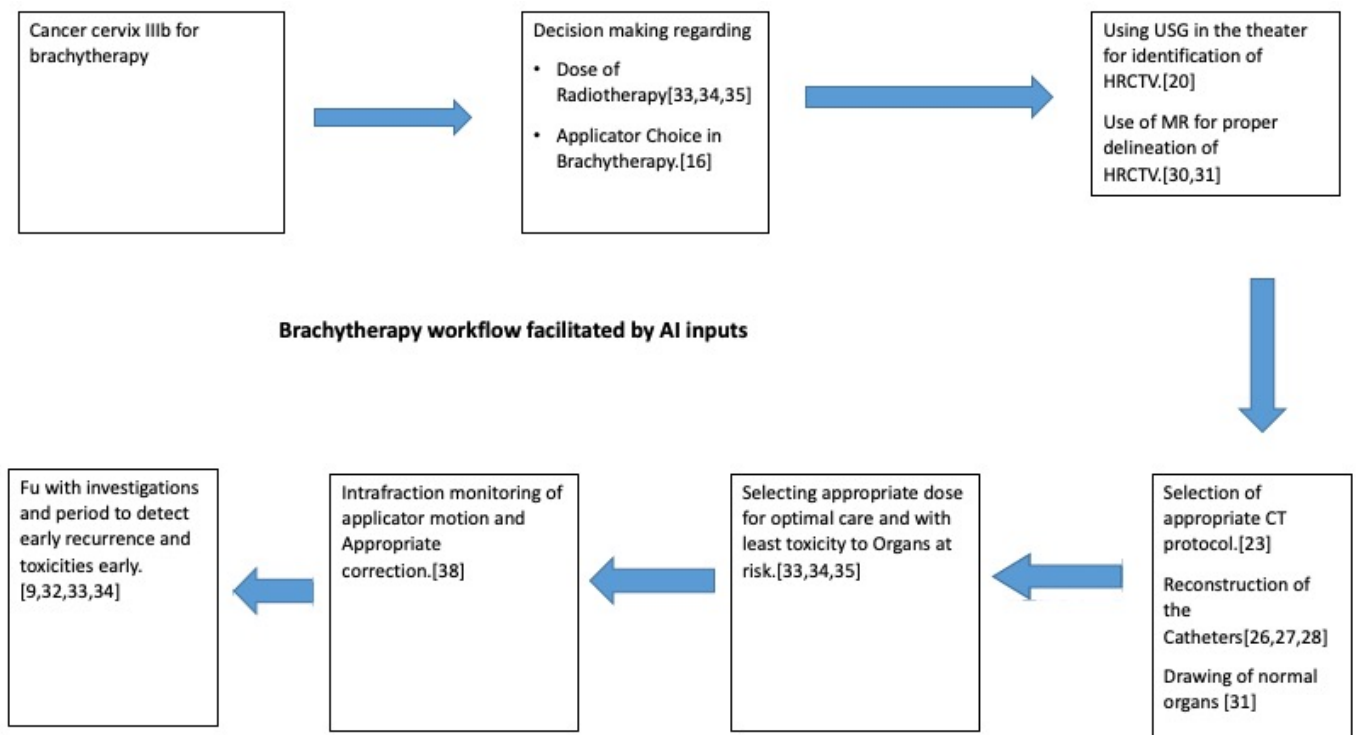 Cancer cervix IIIb for
brachytherapy
Decision making regarding
• Dose of
Radiotherapy[33,34,35]
• Applicator Choice in
Brachytherapy.[16]
Using USG in the theater
for identification of
HRCTV.[20]
Use of MR for proper
delineation of
HRCTV.[30,31]
Brachytherapy workflow facilitated by AI inputs
Selection of
appropriate CT
protocol.[23]
Reconstruction of
the
Catheters[26,27,28]
Drawing of normal
organs [31]
Selecting appropriate dose
for optimal care and with
least toxicity to Organs at
risk.[33,34,35]
Intrafraction monitoring of
applicator motion and
Appropriate
correction.[38]
Fu with investigations
and period to detect
early recurrence and
toxicities early.
[9,32,33,34]